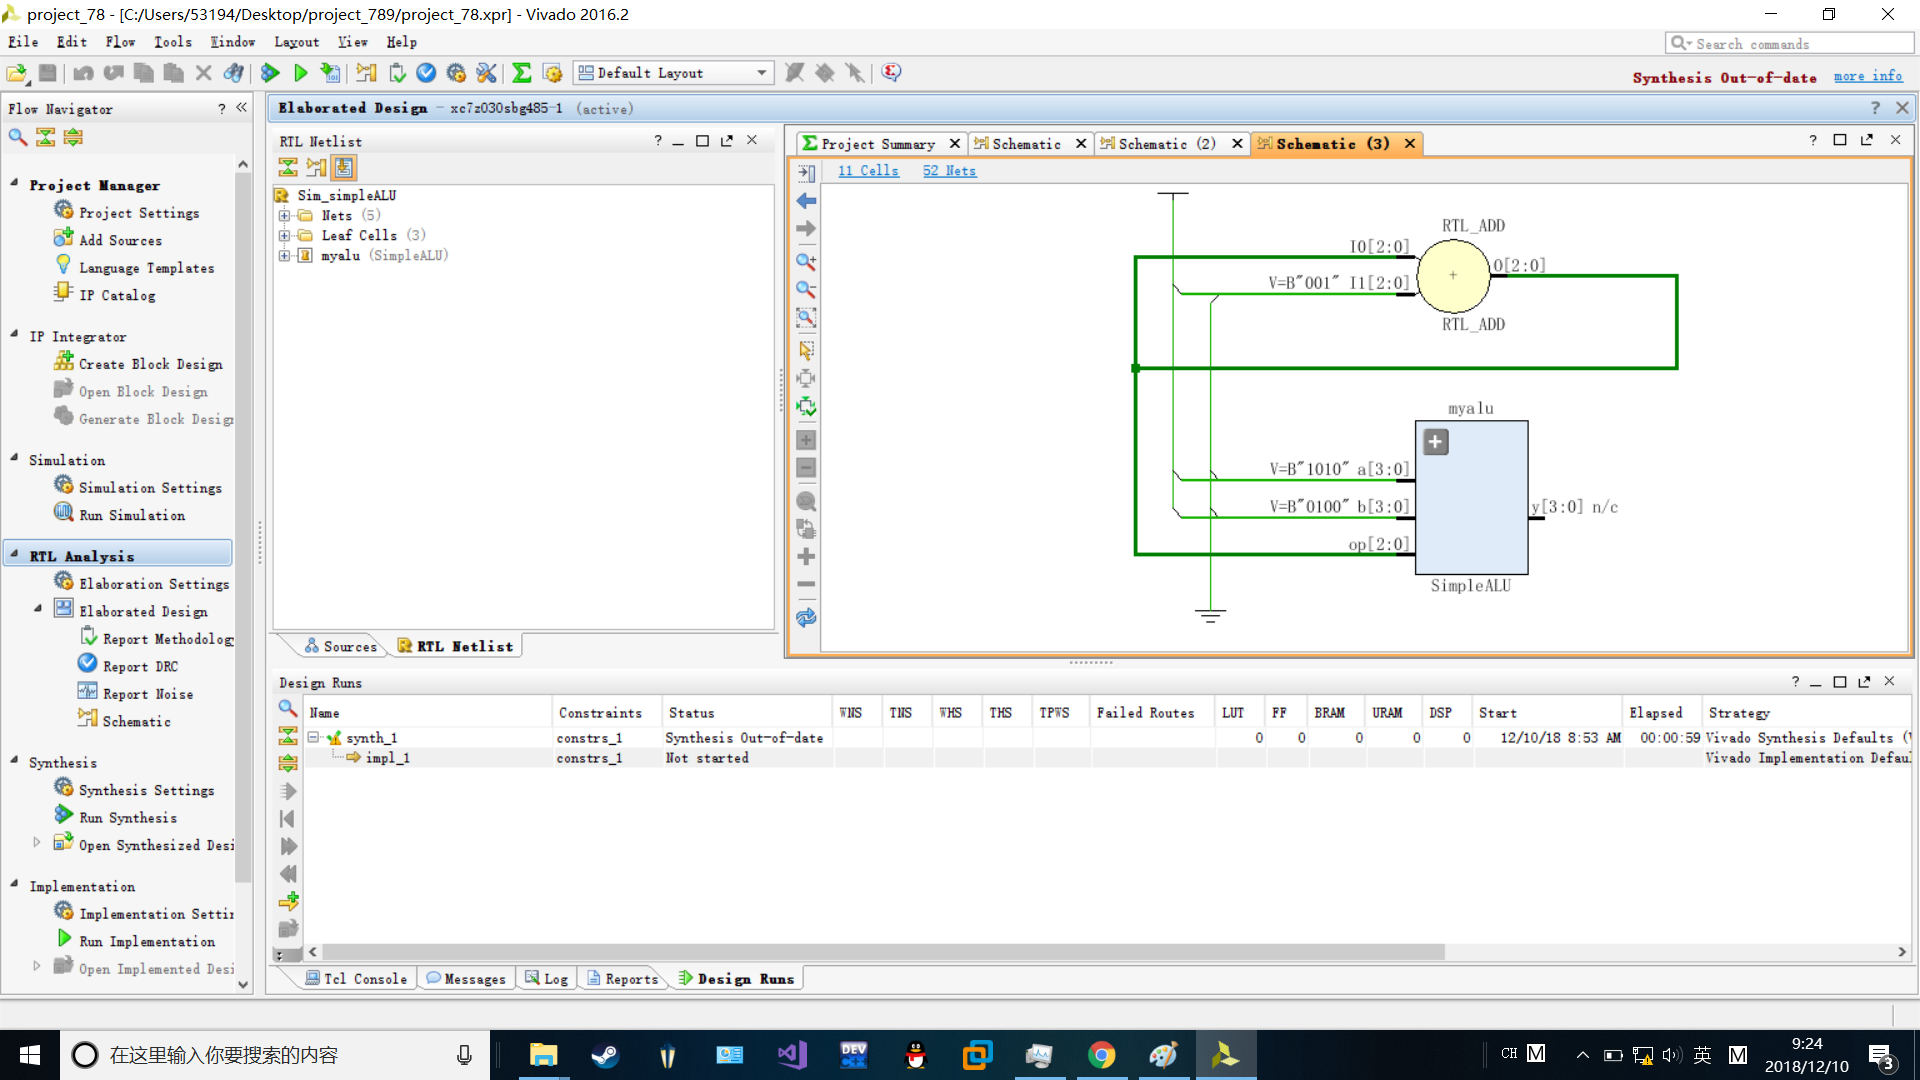 project_78 - [C:/Users/53194/Desktop/project_789/project_78.xpr] - Vivado 2016.2
File Edit Flow Tools Window Layout View Help
Search commands
Default Layout
Synthesis Out-of-date more info
Flow Navigator ? «
Project Manager
Project Settings
Add Sources
Language Templates
IP Catalog
IP Integrator
Create Block Design
Open Block Design
Generate Block Desig
Simulation
Simulation Settings
Run Simulation
RTL Analysis
Elaboration Settings
Elaborated Design
Report Methodolog
Report DRC
Report Noise
Schematic
Synthesis
Synthesis Settings
Run Synthesis
Open Synthesized Desi
Implementation
Implementation Settin
Run Implementation
Open Implemented Desi
Elaborated Design - xc7z030sbg485-1 (active)
RTL Netlist
Sim_simpleALU
Nets (5)
Leaf Cells (3)
myalu (SimpleALU)
Sources RTL Netlist
Project Summary Schematic Schematic (2) Schematic (3)
11 Cells 52 Nets
RTL_ADD
I0[2:0]
O[2:0]
V=B"001" I1[2:0]
+
RTL_ADD
myalu
V=B"1010" a[3:0]
V=B"0100" b[3:0]
y[3:0] n/c
op[2:0]
SimpleALU
Design Runs
Name Constraints Status WNS TNS WHS THS TPWS Failed Routes LUT FF BRAM URAM DSP Start Elapsed Strategy
synth_1 constrs_1 Synthesis Out-of-date 0 0 0 0 0 12/10/18 8:53 AM 00:00:59 Vivado Synthesis Defaults (
impl_1 constrs_1 Not started Vivado Implementation Defau
Tcl Console Messages Log Reports Design Runs
在这里输入你要搜索的内容
DEV
CH M 英 M
9:24
2018/12/10
3